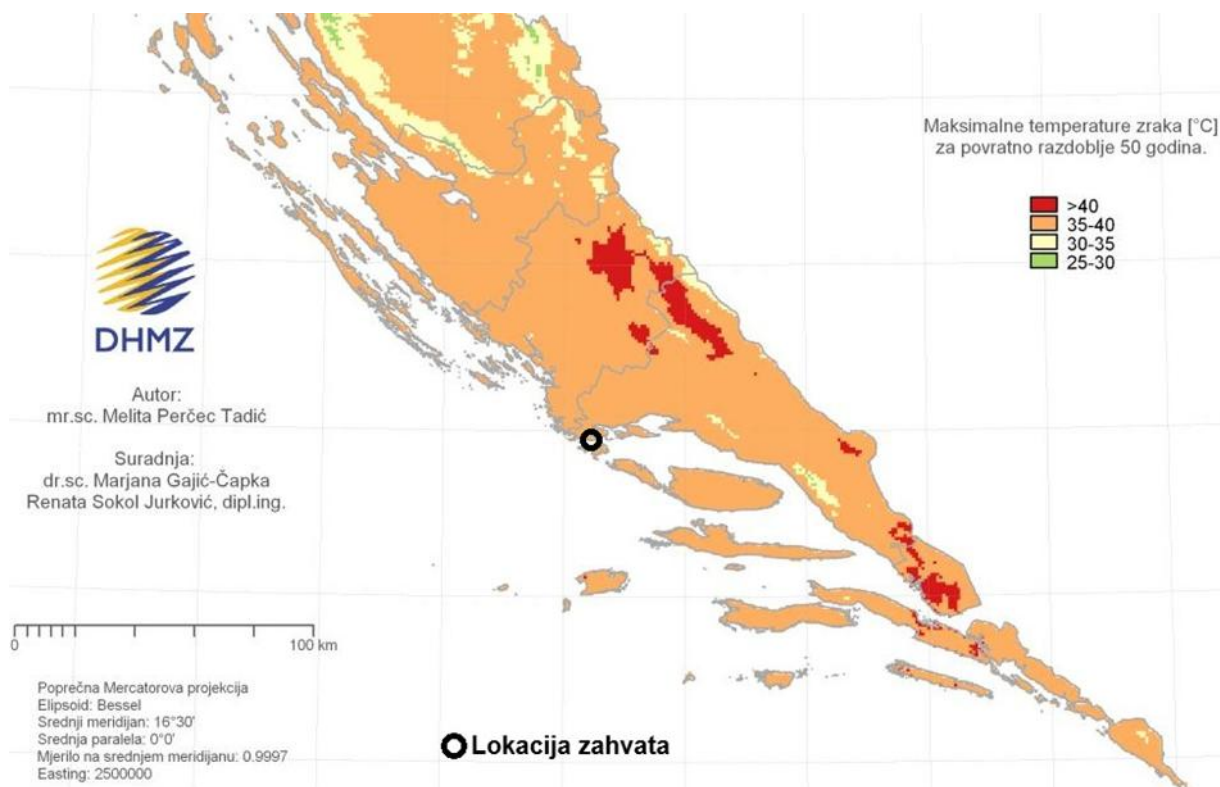 Maksimalne temperature zraka [°C]
za povratno razdoblje 50 godina.
>40
35-40
30-35
25-30
DHMZ
Autor:
mr.sc. Melita Perčec Tadić
Suradnja:
dr.sc. Marjana Gajić-Čapka
Renata Sokol Jurković, dipl.ing.
0
100 km
Poprečna Mercatorova projekcija
Elipsoid: Bessel
Srednji meridijan: 16°30'
Srednja paralela: 0°0'
Mjerilo na srednjem meridijanu: 0.9997
Easting: 2500000
Lokacija zahvata